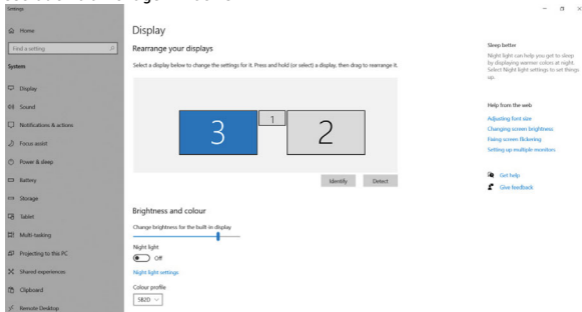 Settings
Home
Find a setting
System
Display
Sound
Notifications & actions
Focus assist
Power & sleep
Battery
Storage
Tablet
Multi-tasking
Projecting to this PC
Shared experiences
Clipboard
Remote Desktop
Display
Rearrange your displays
Select a display below to change the settings for it. Press and hold (or select) a display, then drag to rearrange it.
3
1
2
Identify
Detect
Brightness and colour
Change brightness for the built-in display
Night light
Off
Night light settings
Colour profile
Sleep better
Night light can help you get to sleep
by displaying warmer colors at night.
Select Night light settings to set things
up.
Help from the web
Adjusting font size
Changing screen brightness
Fixing screen flickering
Setting up multiple monitors
Get help
Give feedback